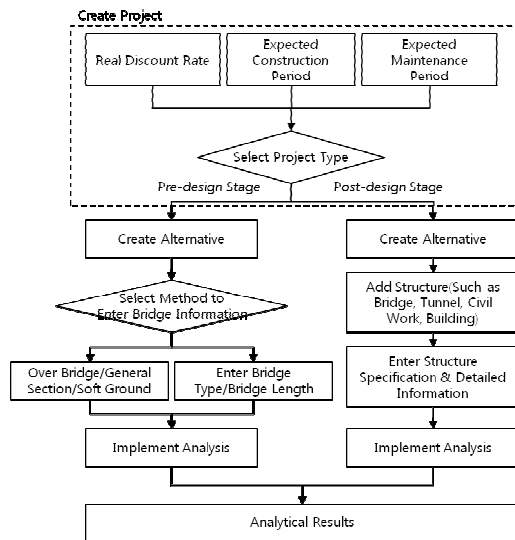 Create Project
Real Discount Rate
Expected
Construction
Period
Expected
Maintenance
Period
Select Project Type
Pre-design Stage
Post-design Stage
Create Alternative
Create Alternative
Select Method to
Enter Bridge Information
Add Structure(Such as
Bridge, Tunnel, Civil
Work, Building)
Over Bridge/General
Section/Soft Ground
Enter Bridge
Type/Bridge Length
Enter Structure
Specification & Detailed
Information
Implement Analysis
Implement Analysis
Analytical Results